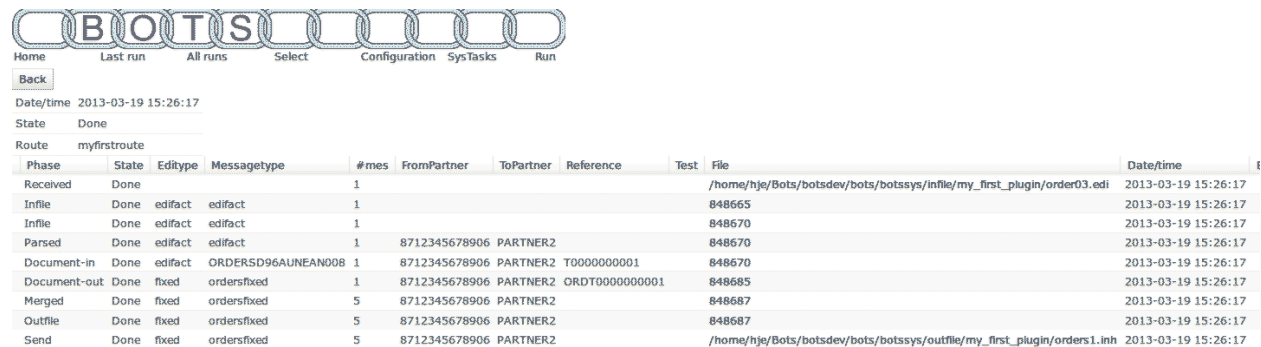 BOTS
Home Last run All runs Select Configuration SysTasks Run
Back
Date/time 2013-03-19 15:26:17
State Done
Route myfirstroute
Phase State Editype Messagetype #mes FromPartner ToPartner Reference Test File Date/time
Received Done 1 /home/hje/Bots/botsdev/bots/botssys/infile/my_first_plugin/order03.edi 2013-03-19 15:26:17
Infile Done edifact edifact 1 848665 2013-03-19 15:26:17
Infile Done edifact edifact 1 848670 2013-03-19 15:26:17
Parsed Done edifact edifact 1 8712345678906 PARTNER2 848670 2013-03-19 15:26:17
Document-in Done edifact ORDERSD96AUNEAN008 1 8712345678906 PARTNER2 T0000000001 848670 2013-03-19 15:26:17
Document-out Done fixed ordersfixed 1 8712345678906 PARTNER2 ORDT0000000001 848685 2013-03-19 15:26:17
Merged Done fixed ordersfixed 5 8712345678906 PARTNER2 848687 2013-03-19 15:26:17
Outfile Done fixed ordersfixed 5 8712345678906 PARTNER2 848687 2013-03-19 15:26:17
Send Done fixed ordersfixed 5 8712345678906 PARTNER2 /home/hje/Bots/botsdev/bots/botssys/outfile/my_first_plugin/orders1.inh 2013-03-19 15:26:17